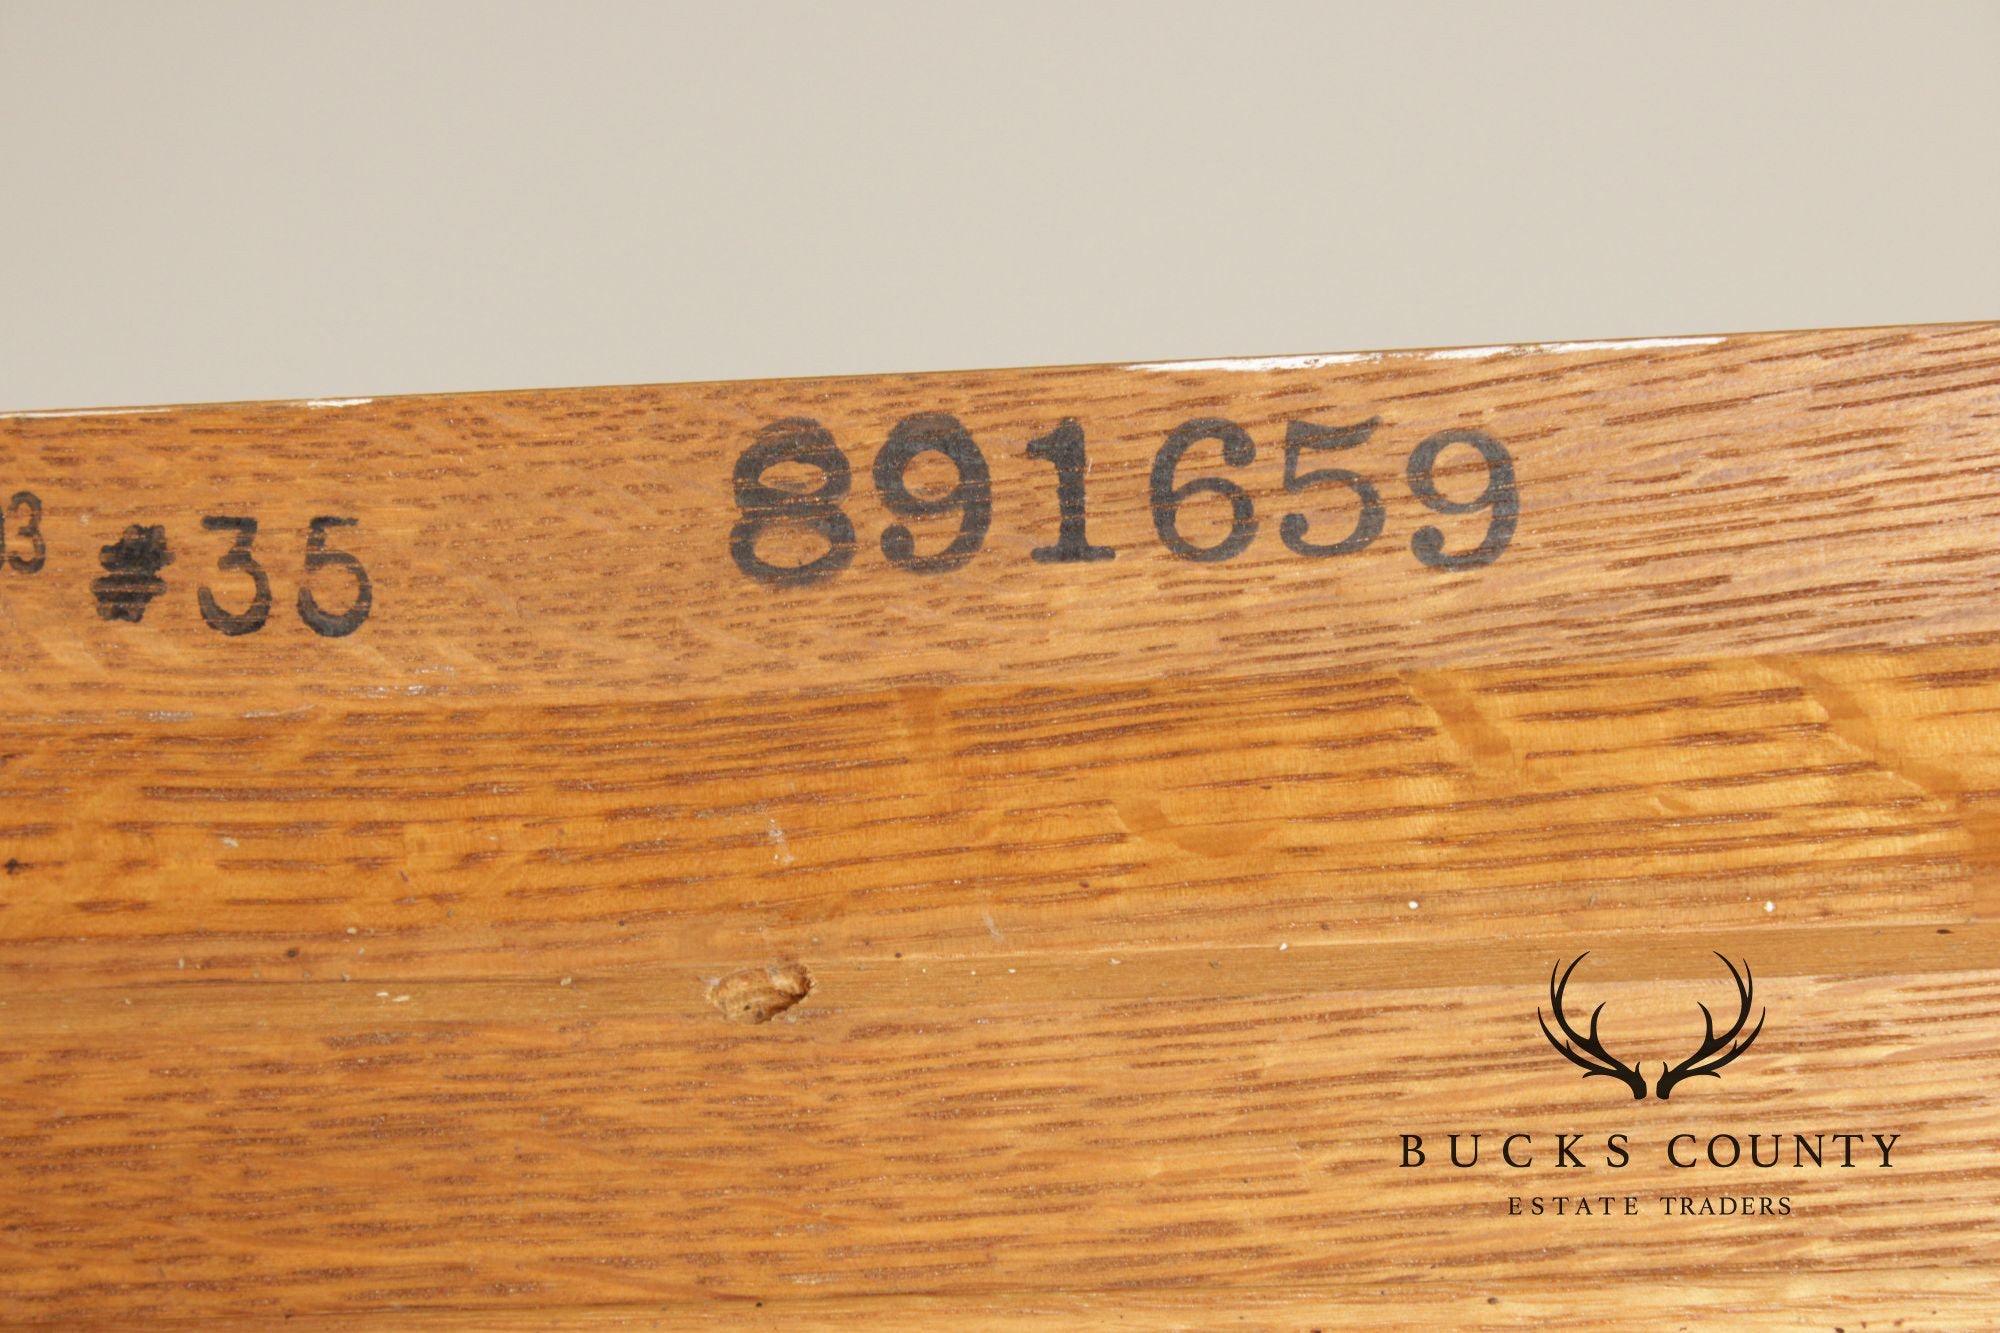 #35 891659
BUCKS COUNTY
ESTATE TRADERS